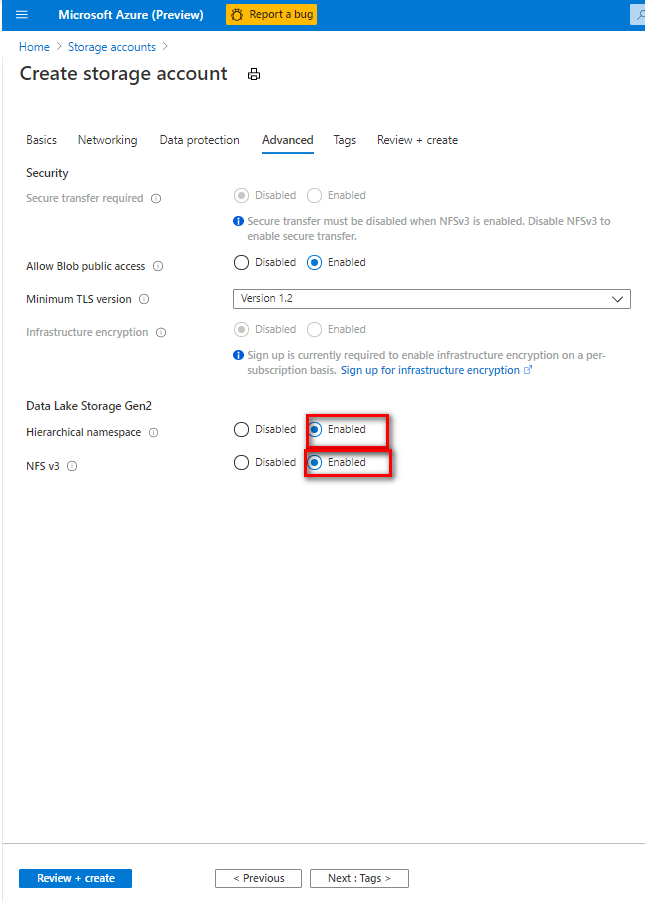 Microsoft Azure (Preview) Report a bug
Home > Storage accounts >
Create storage account
Basics Networking Data protection Advanced Tags Review + create
Security
Secure transfer required Disabled Enabled
Secure transfer must be disabled when NFSv3 is enabled. Disable NFSv3 to
enable secure transfer.
Allow Blob public access Disabled Enabled
Minimum TLS version Version 1.2
Infrastructure encryption Disabled Enabled
Sign up is currently required to enable infrastructure encryption on a per-
subscription basis. Sign up for infrastructure encryption
Data Lake Storage Gen2
Hierarchical namespace Disabled Enabled
NFS v3 Disabled Enabled
Review + create < Previous Next : Tags >